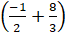 (-1/2 + 8/3)